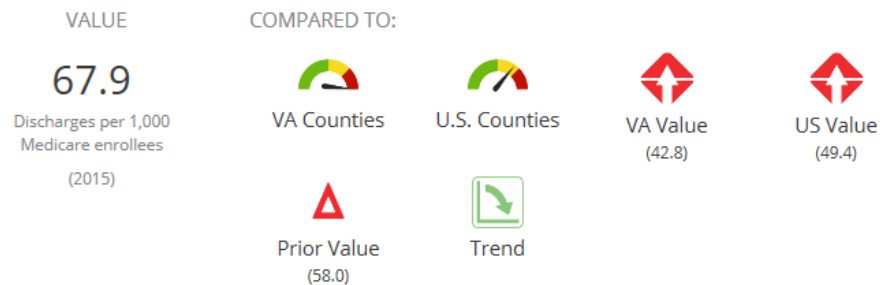 VALUE
COMPARED TO:
67.9
Discharges per 1,000
Medicare enrollees
(2015)
VA Counties
U.S. Counties
VA Value
(42.8)
US Value
(49.4)
Prior Value
(58.0)
Trend